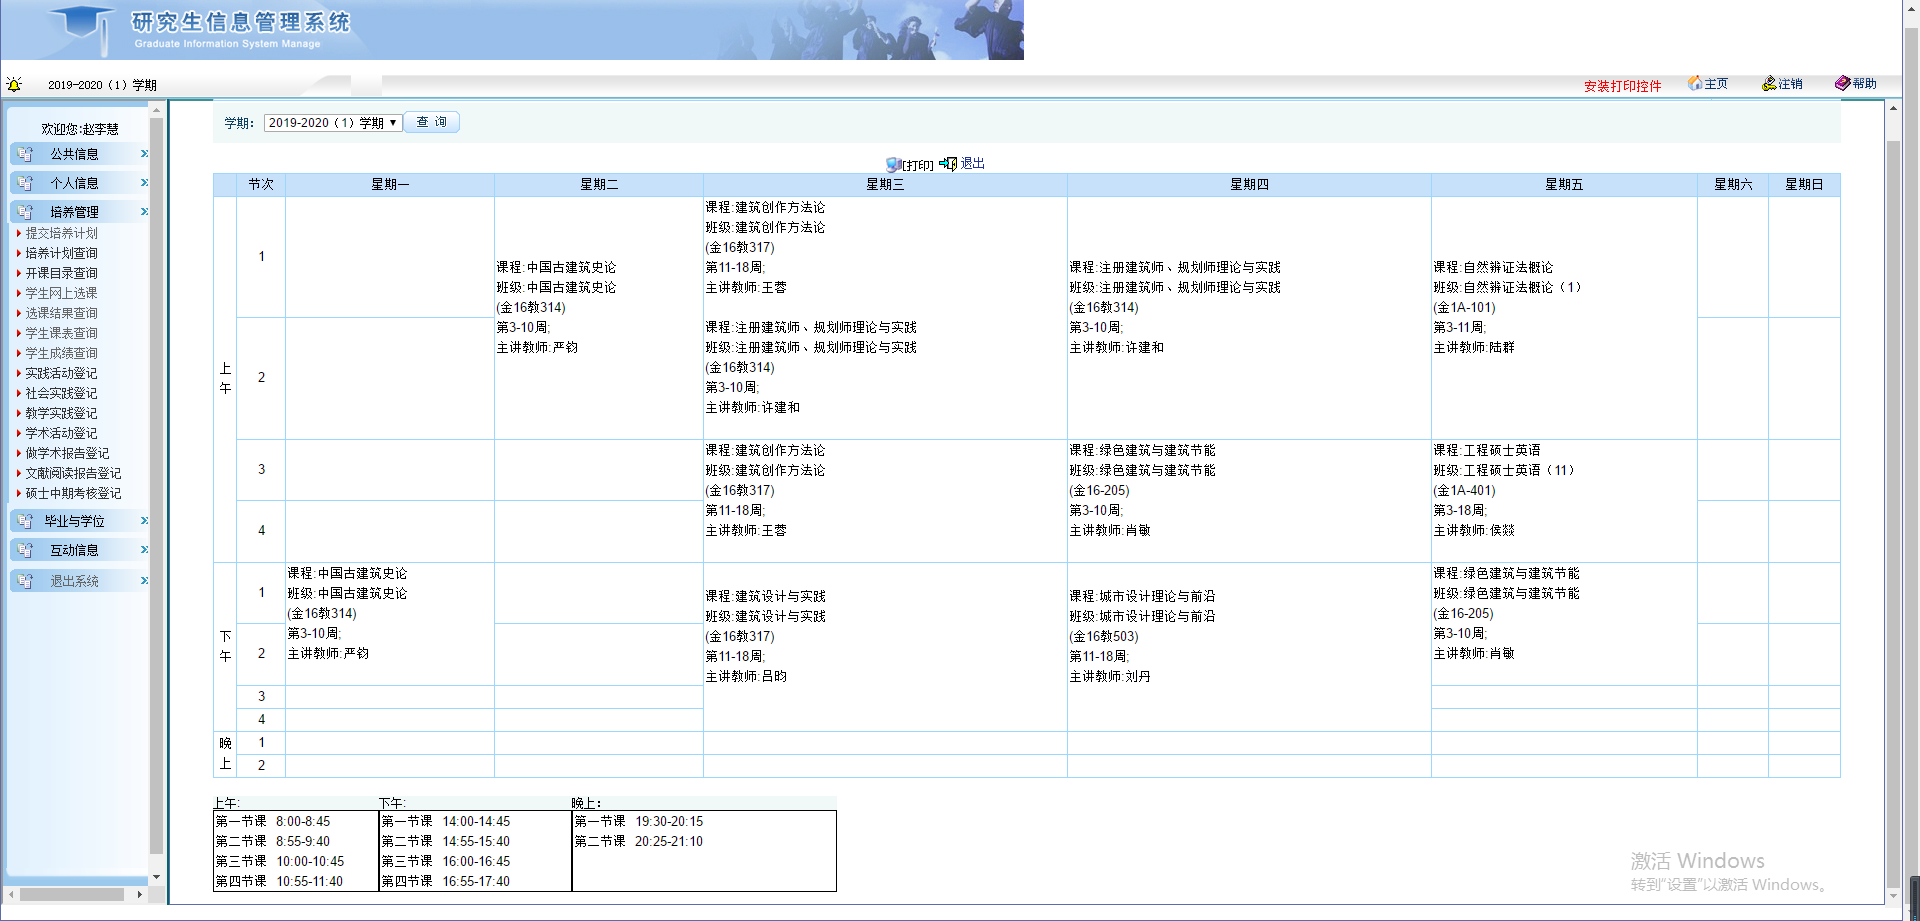 研究生信息管理系统
Graduate Information System Manage
2019-2020（1）学期
安装打印控件
主页
注销
帮助
欢迎您:赵李慧
公共信息
个人信息
培养管理
提交培养计划
培养计划查询
开课目录查询
学生网上选课
选课结果查询
学生课表查询
学生成绩查询
实践活动登记
社会实践登记
教学实践登记
学术活动登记
做学术报告登记
文献阅读报告登记
硕士中期考核登记
毕业与学位
互动信息
退出系统
学期： 2019-2020（1）学期 查 询
[打印] 退出
节次 星期一 星期二 星期三 星期四 星期五 星期六 星期日
上午
1
2
课程:中国古建筑史论
班级:中国古建筑史论
(金16教314)
第3-10周;
主讲教师:严钧
课程:建筑创作方法论
班级:建筑创作方法论
(金16教317)
第11-18周;
主讲教师:王蓉
课程:注册建筑师、规划师理论与实践
班级:注册建筑师、规划师理论与实践
(金16教314)
第3-10周;
主讲教师:许建和
课程:注册建筑师、规划师理论与实践
班级:注册建筑师、规划师理论与实践
(金16教314)
第3-10周;
主讲教师:许建和
课程:自然辨证法概论
班级:自然辨证法概论（1）
(金1A-101)
第3-11周;
主讲教师:陆群
3
4
课程:建筑创作方法论
班级:建筑创作方法论
(金16教317)
第11-18周;
主讲教师:王蓉
课程:绿色建筑与建筑节能
班级:绿色建筑与建筑节能
(金16-205)
第3-10周;
主讲教师:肖敏
课程:工程硕士英语
班级:工程硕士英语（11）
(金1A-401)
第3-18周;
主讲教师:侯燚
下午
1
2
3
4
课程:中国古建筑史论
班级:中国古建筑史论
(金16教314)
第3-10周;
主讲教师:严钧
课程:建筑设计与实践
班级:建筑设计与实践
(金16教317)
第11-18周;
主讲教师:吕昀
课程:城市设计理论与前沿
班级:城市设计理论与前沿
(金16教503)
第11-18周;
主讲教师:刘丹
课程:绿色建筑与建筑节能
班级:绿色建筑与建筑节能
(金16-205)
第3-10周;
主讲教师:肖敏
晚上
1
2
上午: 下午: 晚上：
第一节课 8:00-8:45 第一节课 14:00-14:45 第一节课 19:30-20:15
第二节课 8:55-9:40 第二节课 14:55-15:40 第二节课 20:25-21:10
第三节课 10:00-10:45 第三节课 16:00-16:45
第四节课 10:55-11:40 第四节课 16:55-17:40
激活 Windows
转到“设置”以激活 Windows。